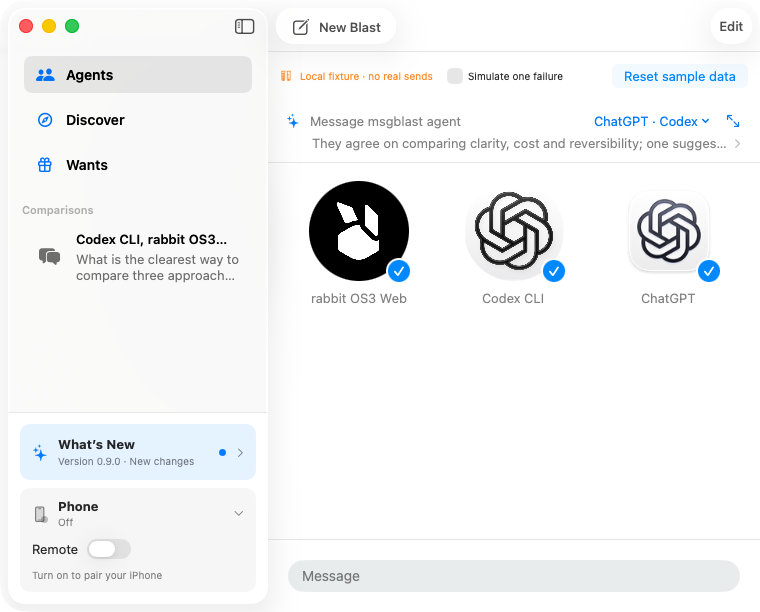 New Blast
Edit
Agents
Discover
Wants
Comparisons
Codex CLI, rabbit OS3...
What is the clearest way to
compare three approach...
What's New
Version 0.9.0 · New changes
Phone
Off
Remote
Turn on to pair your iPhone
Local fixture · no real sends
Simulate one failure
Reset sample data
Message msgblast agent
ChatGPT · Codex
They agree on comparing clarity, cost and reversibility; one sugges...
rabbit OS3 Web
Codex CLI
ChatGPT
Message